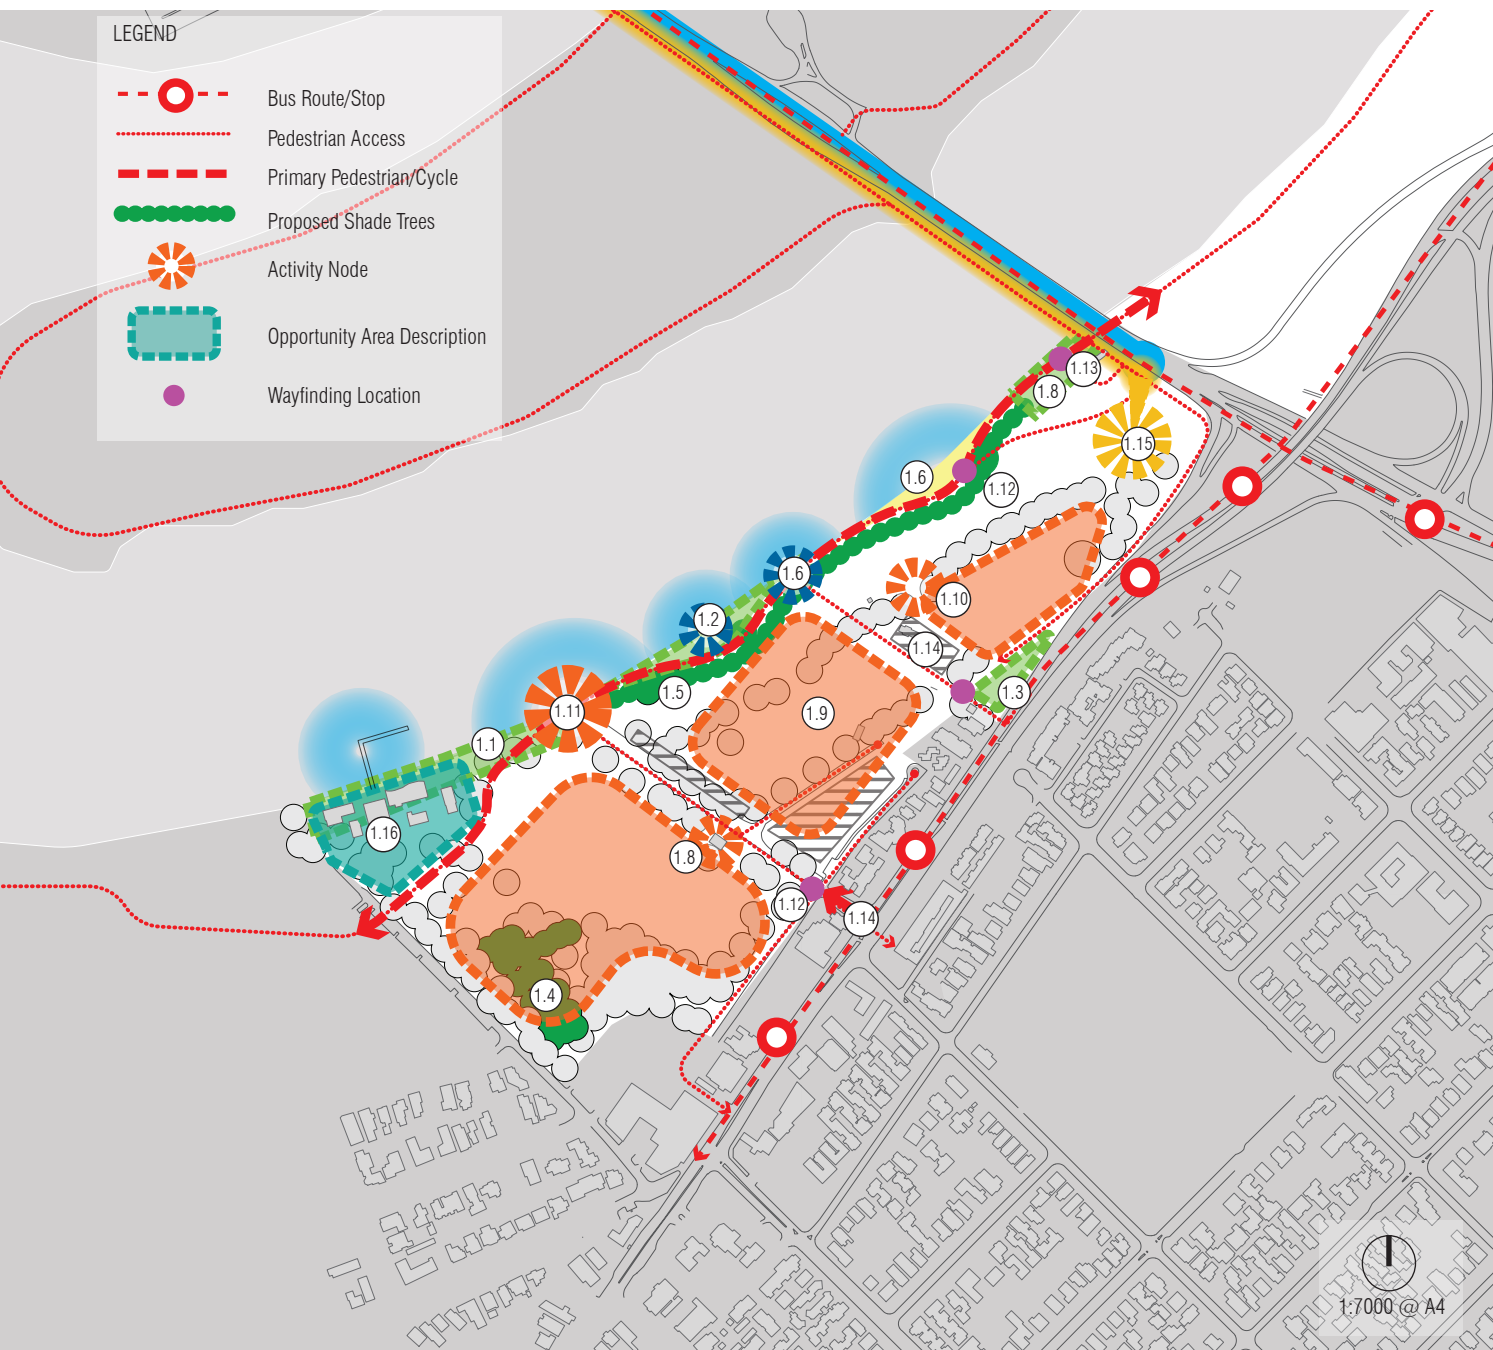 LEGEND
Bus Route/Stop
Pedestrian Access
Primary Pedestrian/Cycle
Proposed Shade Trees
Activity Node
Opportunity Area Description
Wayfinding Location
1.13
1.8
1.15
1.6
1.12
1.6
1.10
1.2
1.14
1.5
1.3
1.11
1.9
1.1
1.16
1.8
1.12
1.14
1.4
1:7000 @ A4